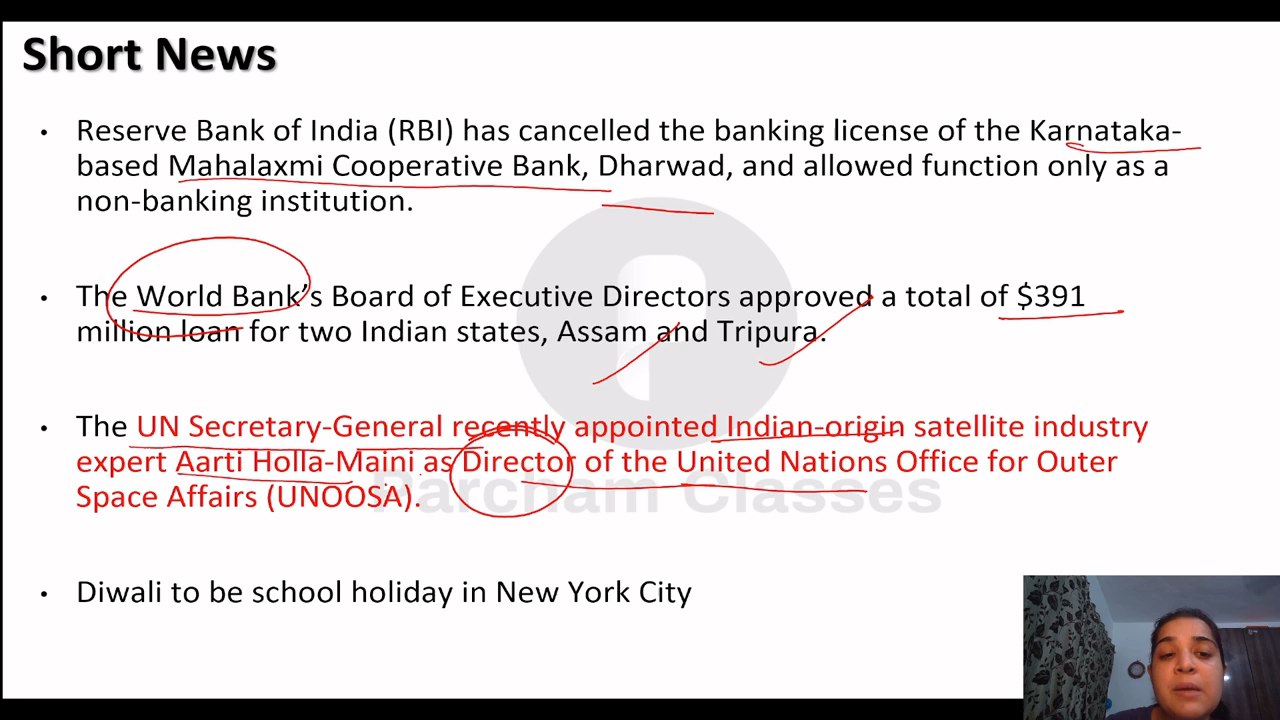 Short News
• Reserve Bank of India (RBI) has cancelled the banking license of the Karnataka-
based Mahalaxmi Cooperative Bank, Dharwad, and allowed function only as a
non-banking institution.
• The World Bank’s Board of Executive Directors approved a total of $391
million loan for two Indian states, Assam and Tripura.
• The UN Secretary-General recently appointed Indian-origin satellite industry
expert Aarti Holla-Maini as Director of the United Nations Office for Outer
Space Affairs (UNOOSA).
Parcham Classes
• Diwali to be school holiday in New York City